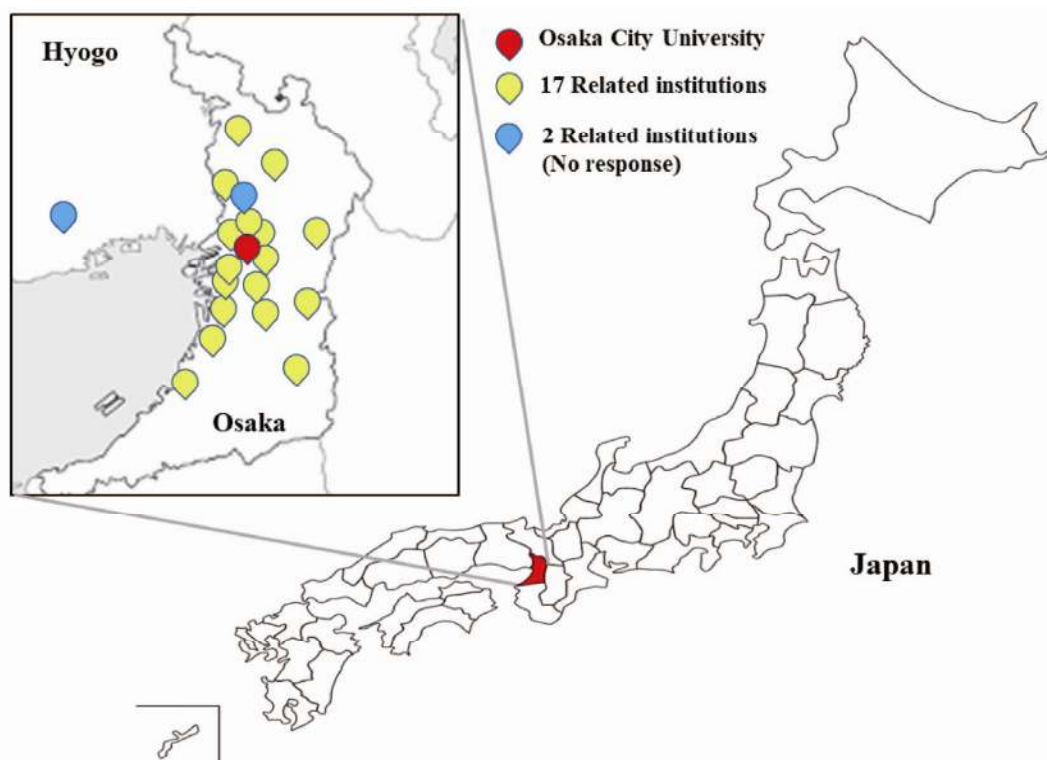 Hyogo
Osaka
Osaka City University
17 Related institutions
2 Related institutions
(No response)
Japan